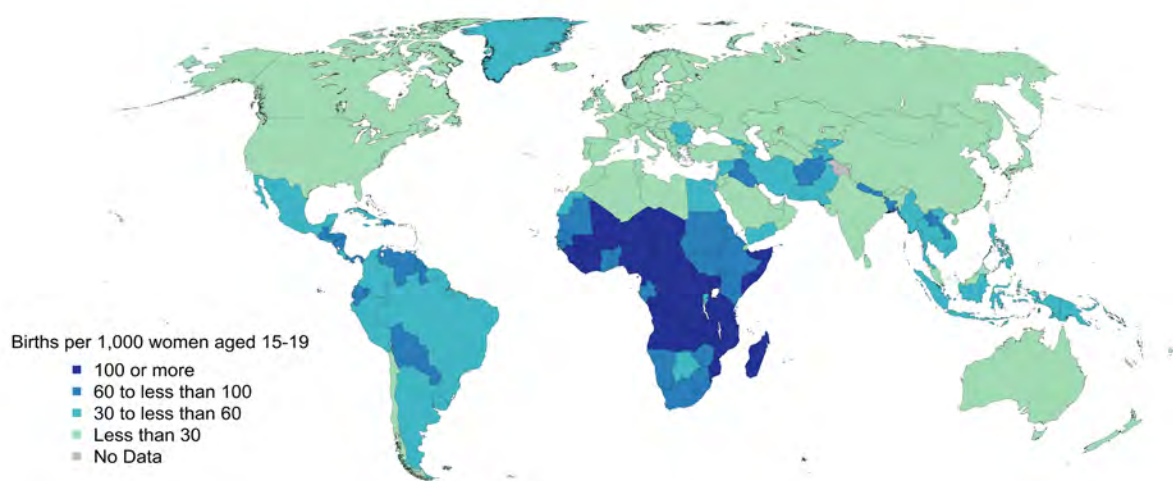 Births per 1,000 women aged 15-19
100 or more
60 to less than 100
30 to less than 60
Less than 30
No Data